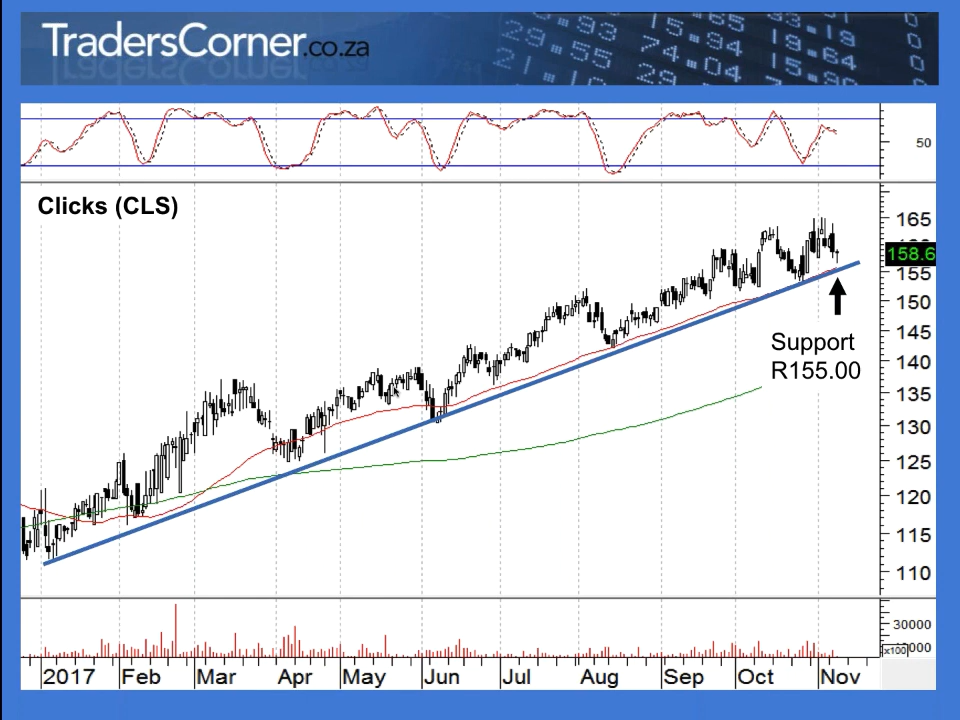 TradersCorner.co.za
50
Clicks (CLS)
165
158.6
155
150
Support
R155.00
145
140
135
130
125
120
115
110
30000
x100
000
2017 Feb Mar Apr May Jun Jul Aug Sep Oct Nov